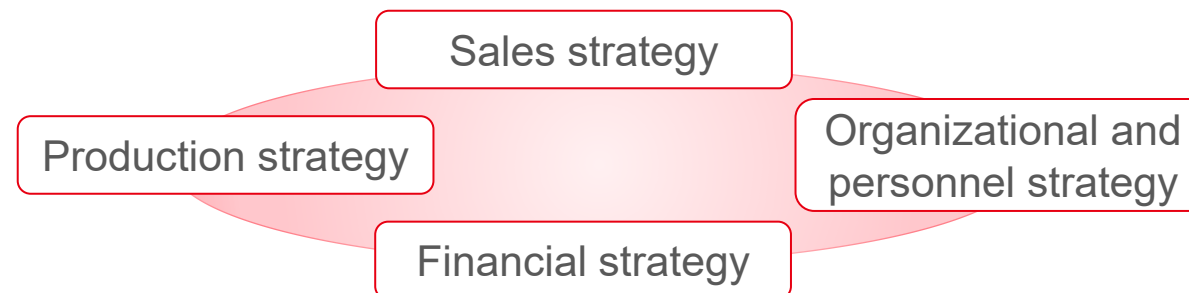 Sales strategy
Production strategy
Organizational and
personnel strategy
Financial strategy